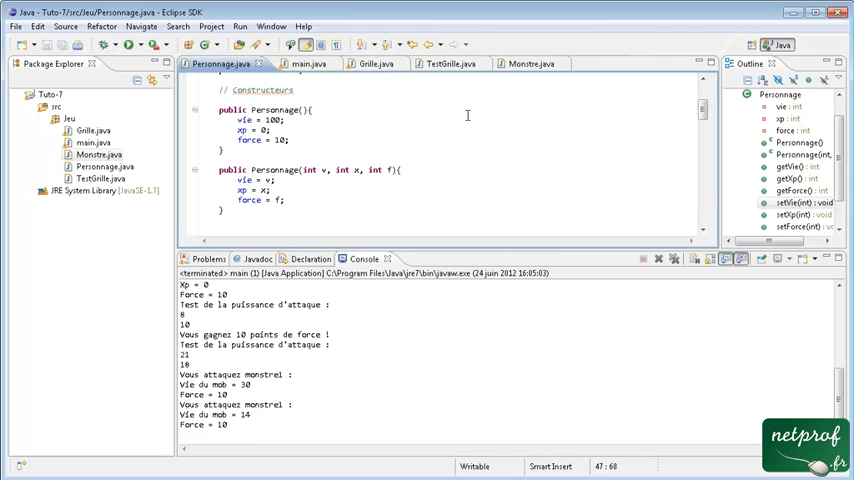 Java - Tuto-7/src/Jeu/Personnage.java - Eclipse SDK
File Edit Source Refactor Navigate Search Project Run Window Help
Java
Package Explorer
Personnage.java
main.java
Grille.java
TestGrille.java
Monstre.java
Outline
Tuto-7
src
Jeu
Grille.java
main.java
Monstre.java
Personnage.java
TestGrille.java
JRE System Library [JavaSE-1.7]
// Constructeurs
public Personnage(){
vie = 100;
xp = 0;
force = 10;
}
public Personnage(int v, int x, int f){
vie = v;
xp = x;
force = f;
}
Personnage
vie : int
xp : int
force : int
Personnage()
Personnage(int,
getVie() : int
getXp() : int
getForce() : int
setVie(int) : void
setXp(int) : void
setForce(int) :
Problems
Javadoc
Declaration
Console
<terminated> main (1) [Java Application] C:\Program Files\Java\jre7\bin\javaw.exe (24 juin 2012 16:05:03)
Xp = 0
Force = 10
Test de la puissance d'attaque :
8
10
Vous gagnez 10 points de force !
Test de la puissance d'attaque :
21
18
Vous attaquez monstre1 :
Vie du mob = 30
Force = 10
Vous attaquez monstre1 :
Vie du mob = 14
Force = 10
Writable
Smart Insert
47 : 68
netprof
.fr